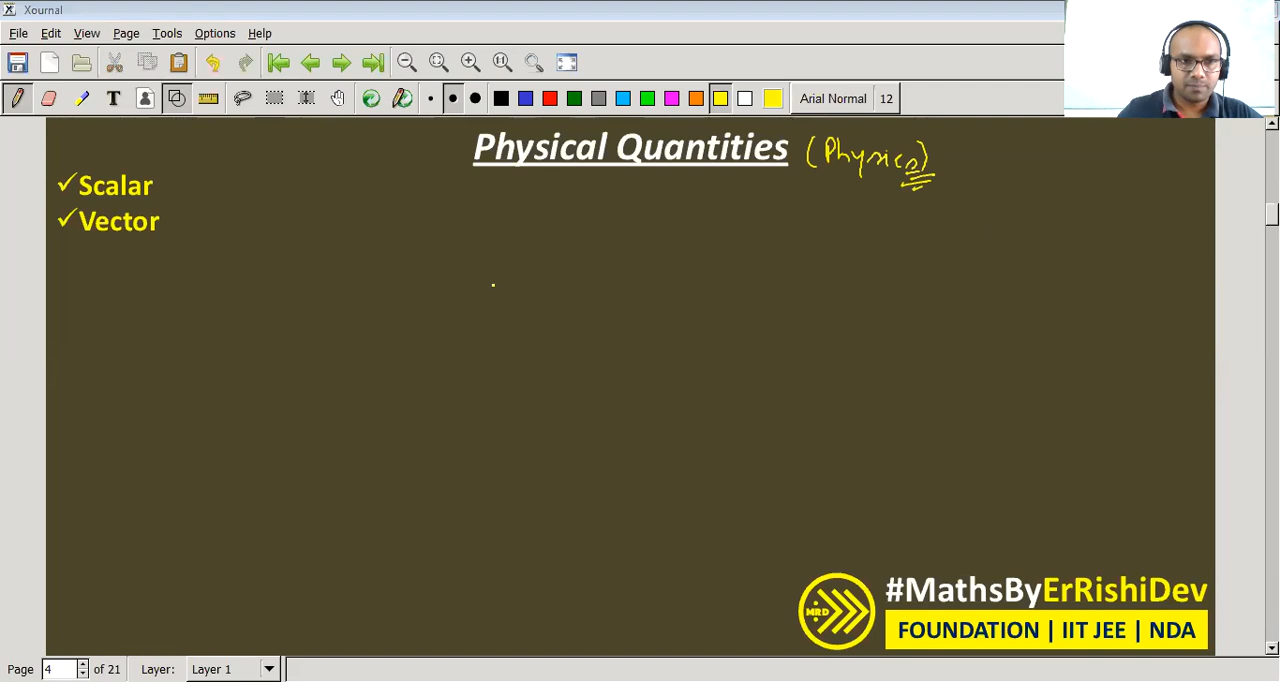 Xournal
File Edit View Page Tools Options Help
Arial Normal 12
Physical Quantities (Physics)
✓Scalar
✓Vector
MRD
#MathsByErRishiDev
FOUNDATION | IIT JEE | NDA
Page 4 of 21 Layer: Layer 1